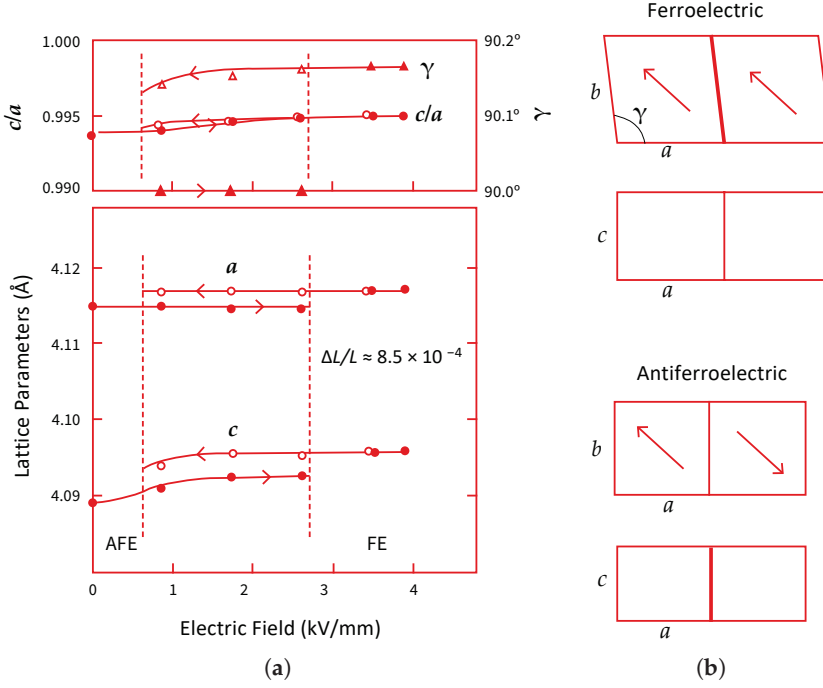 1.000
0.995
0.990
c/a
γ
c/a
90.2°
90.1°
90.0°
γ
4.12
4.11
4.10
4.09
Lattice Parameters (Å)
a
ΔL/L ≈ 8.5 × 10 −4
c
AFE
FE
0
1
2
3
4
Electric Field (kV/mm)
(a)
Ferroelectric
b
γ
a
c
a
Antiferroelectric
b
a
c
a
(b)